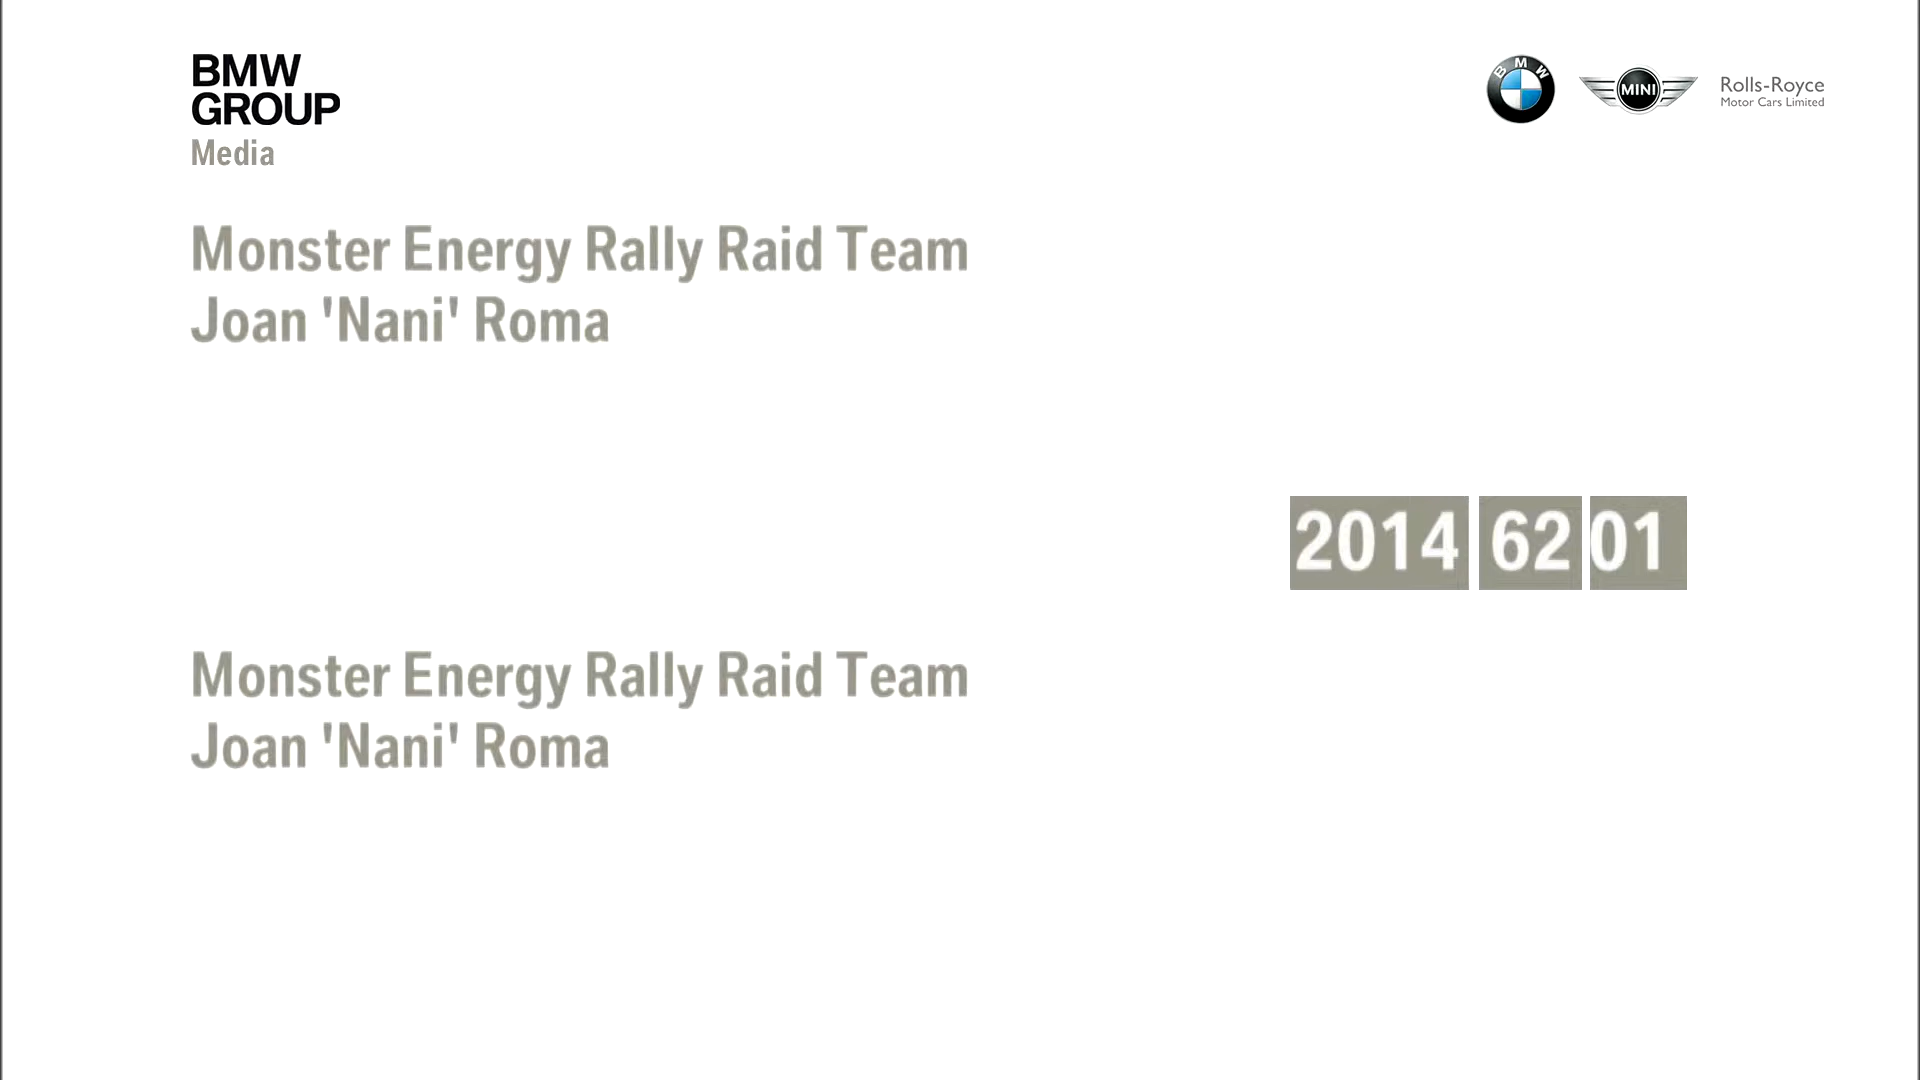 BMW
GROUP
Media
BMW
MINI
Rolls-Royce
Motor Cars Limited
Monster Energy Rally Raid Team
Joan 'Nani' Roma
2014 62 01
Monster Energy Rally Raid Team
Joan 'Nani' Roma